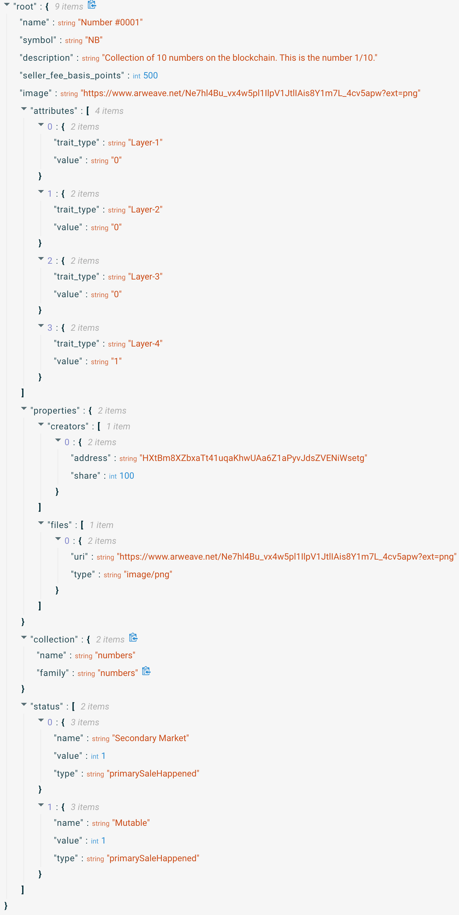 "root" : { 9 items
"name" : string "Number #0001"
"symbol" : string "NB"
"description" : string "Collection of 10 numbers on the blockchain. This is the number 1/10."
"seller_fee_basis_points" : int 500
"image" : string "https://www.arweave.net/Ne7hl4Bu_vx4w5pl1IlpV1JtllAis8Y1m7L_4cv5apw?ext=png"
"attributes" : [ 4 items
0 : { 2 items
"trait_type" : string "Layer-1"
"value" : string "0"
}
1 : { 2 items
"trait_type" : string "Layer-2"
"value" : string "0"
}
2 : { 2 items
"trait_type" : string "Layer-3"
"value" : string "0"
}
3 : { 2 items
"trait_type" : string "Layer-4"
"value" : string "1"
}
]
"properties" : { 2 items
"creators" : [ 1 item
0 : { 2 items
"address" : string "HXtBm8XZbxaTt41uqaKhwUAa6Z1aPyvJdsZVENiWsetg"
"share" : int 100
}
]
"files" : [ 1 item
0 : { 2 items
"uri" : string "https://www.arweave.net/Ne7hl4Bu_vx4w5pl1IlpV1JtllAis8Y1m7L_4cv5apw?ext=png"
"type" : string "image/png"
}
]
}
"collection" : { 2 items
"name" : string "numbers"
"family" : string "numbers"
}
"status" : [ 2 items
0 : { 3 items
"name" : string "Secondary Market"
"value" : int 1
"type" : string "primarySaleHappened"
}
1 : { 3 items
"name" : string "Mutable"
"value" : int 1
"type" : string "primarySaleHappened"
}
]
}